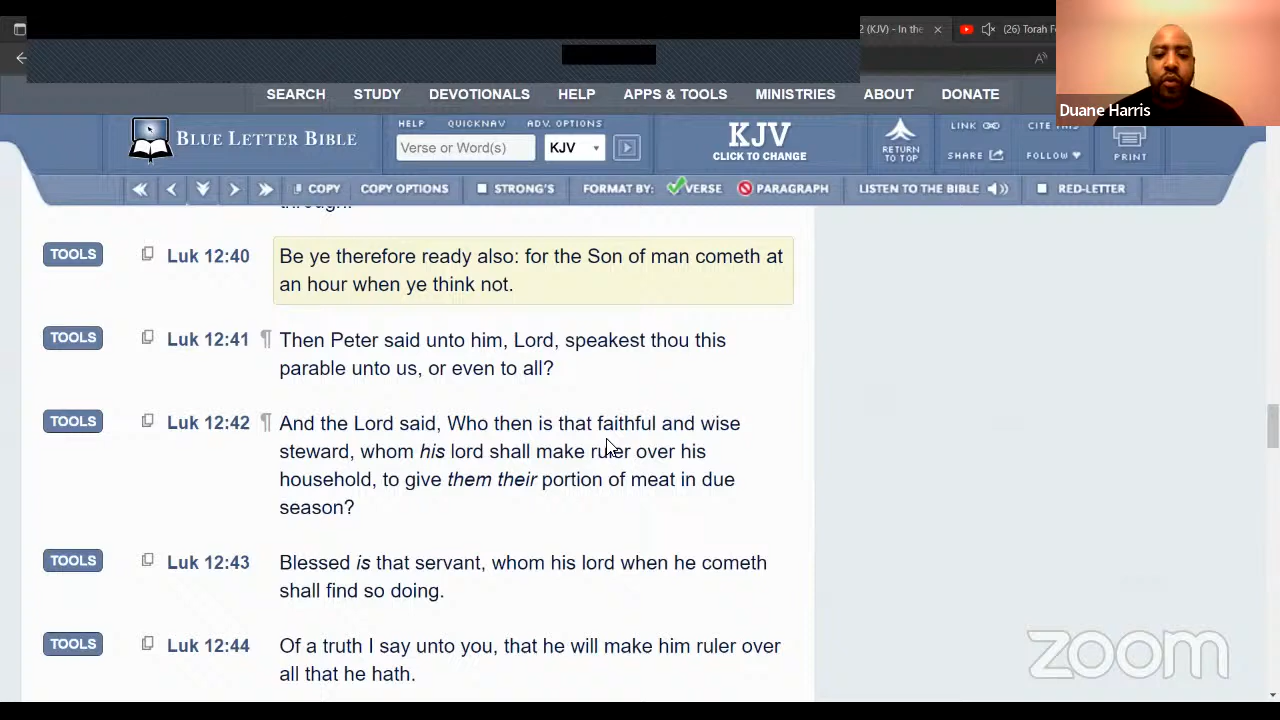 2 (KJV) - In the
(26) Torah Fe
SEARCH STUDY DEVOTIONALS HELP APPS & TOOLS MINISTRIES ABOUT DONATE
Duane Harris
HELP QUICKNAV ADV. OPTIONS
LINK CITE THIS
BLUE LETTER BIBLE
Verse or Word(s) KJV
KJV
CLICK TO CHANGE
RETURN
TO TOP
SHARE FOLLOW PRINT
COPY COPY OPTIONS STRONG'S FORMAT BY: VERSE PARAGRAPH LISTEN TO THE BIBLE RED-LETTER
through.
TOOLS Luk 12:40 Be ye therefore ready also: for the Son of man cometh at
an hour when ye think not.
TOOLS Luk 12:41 ¶ Then Peter said unto him, Lord, speakest thou this
parable unto us, or even to all?
TOOLS Luk 12:42 ¶ And the Lord said, Who then is that faithful and wise
steward, whom his lord shall make ruler over his
household, to give them their portion of meat in due
season?
TOOLS Luk 12:43 Blessed is that servant, whom his lord when he cometh
shall find so doing.
TOOLS Luk 12:44 Of a truth I say unto you, that he will make him ruler over
all that he hath.
zoom